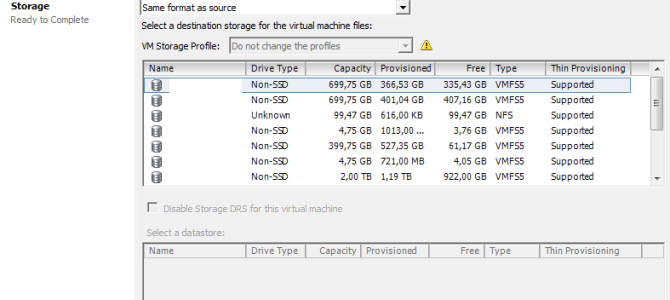 Storage
Ready to Complete
Same format as source
Select a destination storage for the virtual machine files:
VM Storage Profile: Do not change the profiles
Name Drive Type Capacity Provisioned Free Type Thin Provisioning
Non-SSD 699,75 GB 366,53 GB 335,43 GB VMFS5 Supported
Non-SSD 699,75 GB 401,04 GB 407,16 GB VMFS5 Supported
Unknown 99,47 GB 616,00 KB 99,47 GB NFS Supported
Non-SSD 4,75 GB 1013,00 ... 3,76 GB VMFS5 Supported
Non-SSD 399,75 GB 527,35 GB 61,17 GB VMFS5 Supported
Non-SSD 4,75 GB 721,00 MB 4,05 GB VMFS5 Supported
Non-SSD 2,00 TB 1,19 TB 922,00 GB VMFS5 Supported
Disable Storage DRS for this virtual machine
Select a datastore:
Name Drive Type Capacity Provisioned Free Type Thin Provisioning